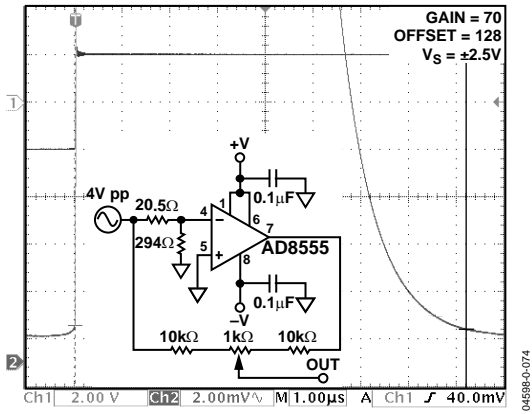 T
GAIN = 70
OFFSET = 128
VS = ±2.5V
1
+V
4V pp
20.5Ω
4
–
1
6
0.1µF
7
294Ω
5
+
8
AD8555
0.1µF
–V
10kΩ
1kΩ
10kΩ
OUT
2
Ch1 2.00 V Ch2 2.00mV∿ M 1.00µs A Ch1 ƒ 40.0mV
04598-0-074